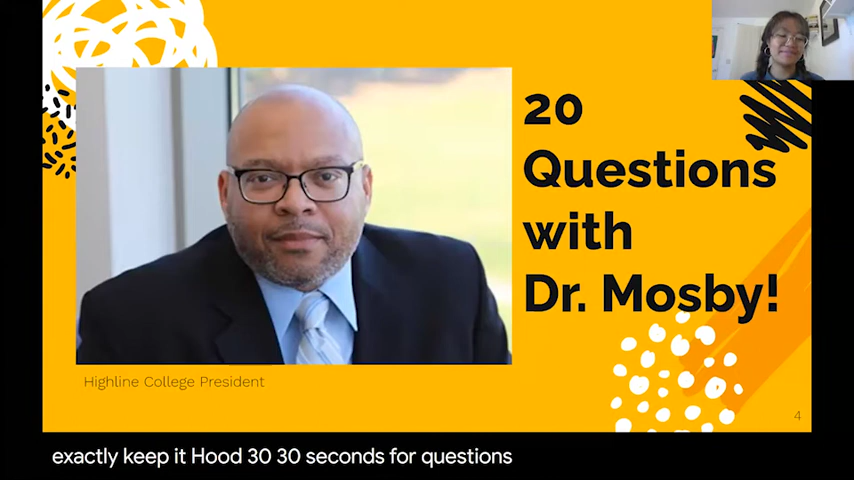 20
Questions
with
Dr. Mosby!
Highline College President
4
exactly keep it Hood 30 30 seconds for questions